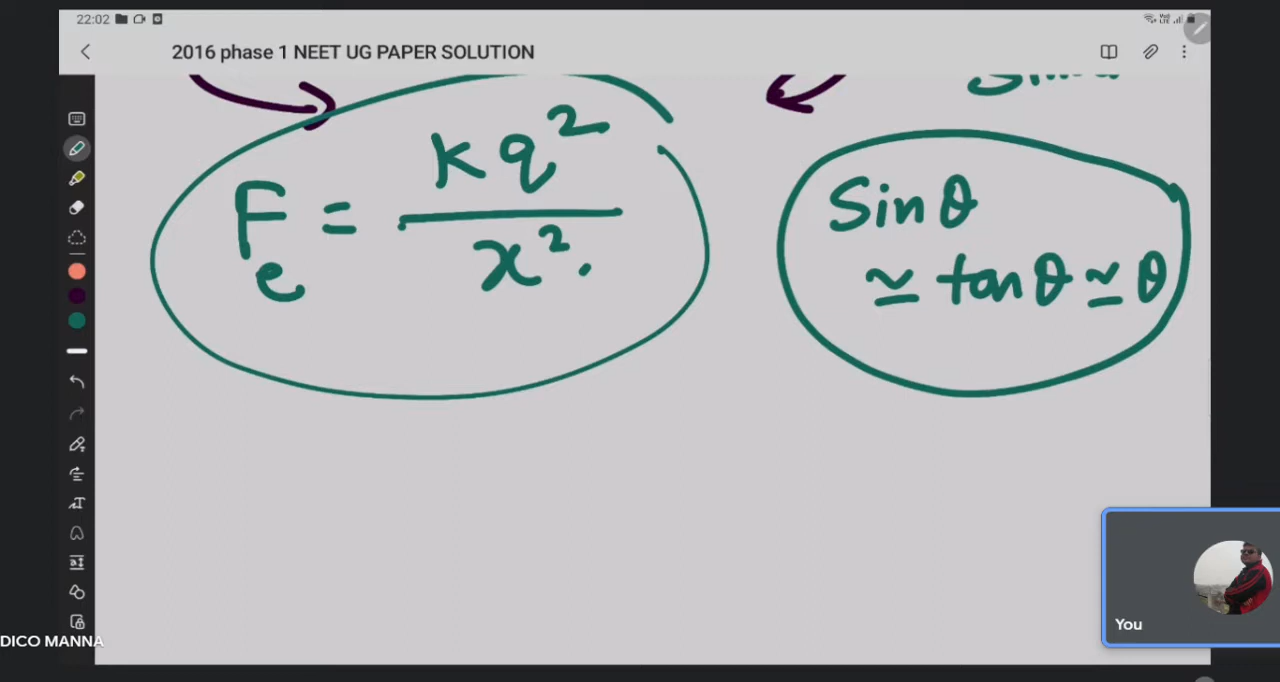 22:02
2016 phase 1 NEET UG PAPER SOLUTION
F_e = kq² / x².
Sin θ
≃ tan θ ≃ θ
You
DICO MANNA